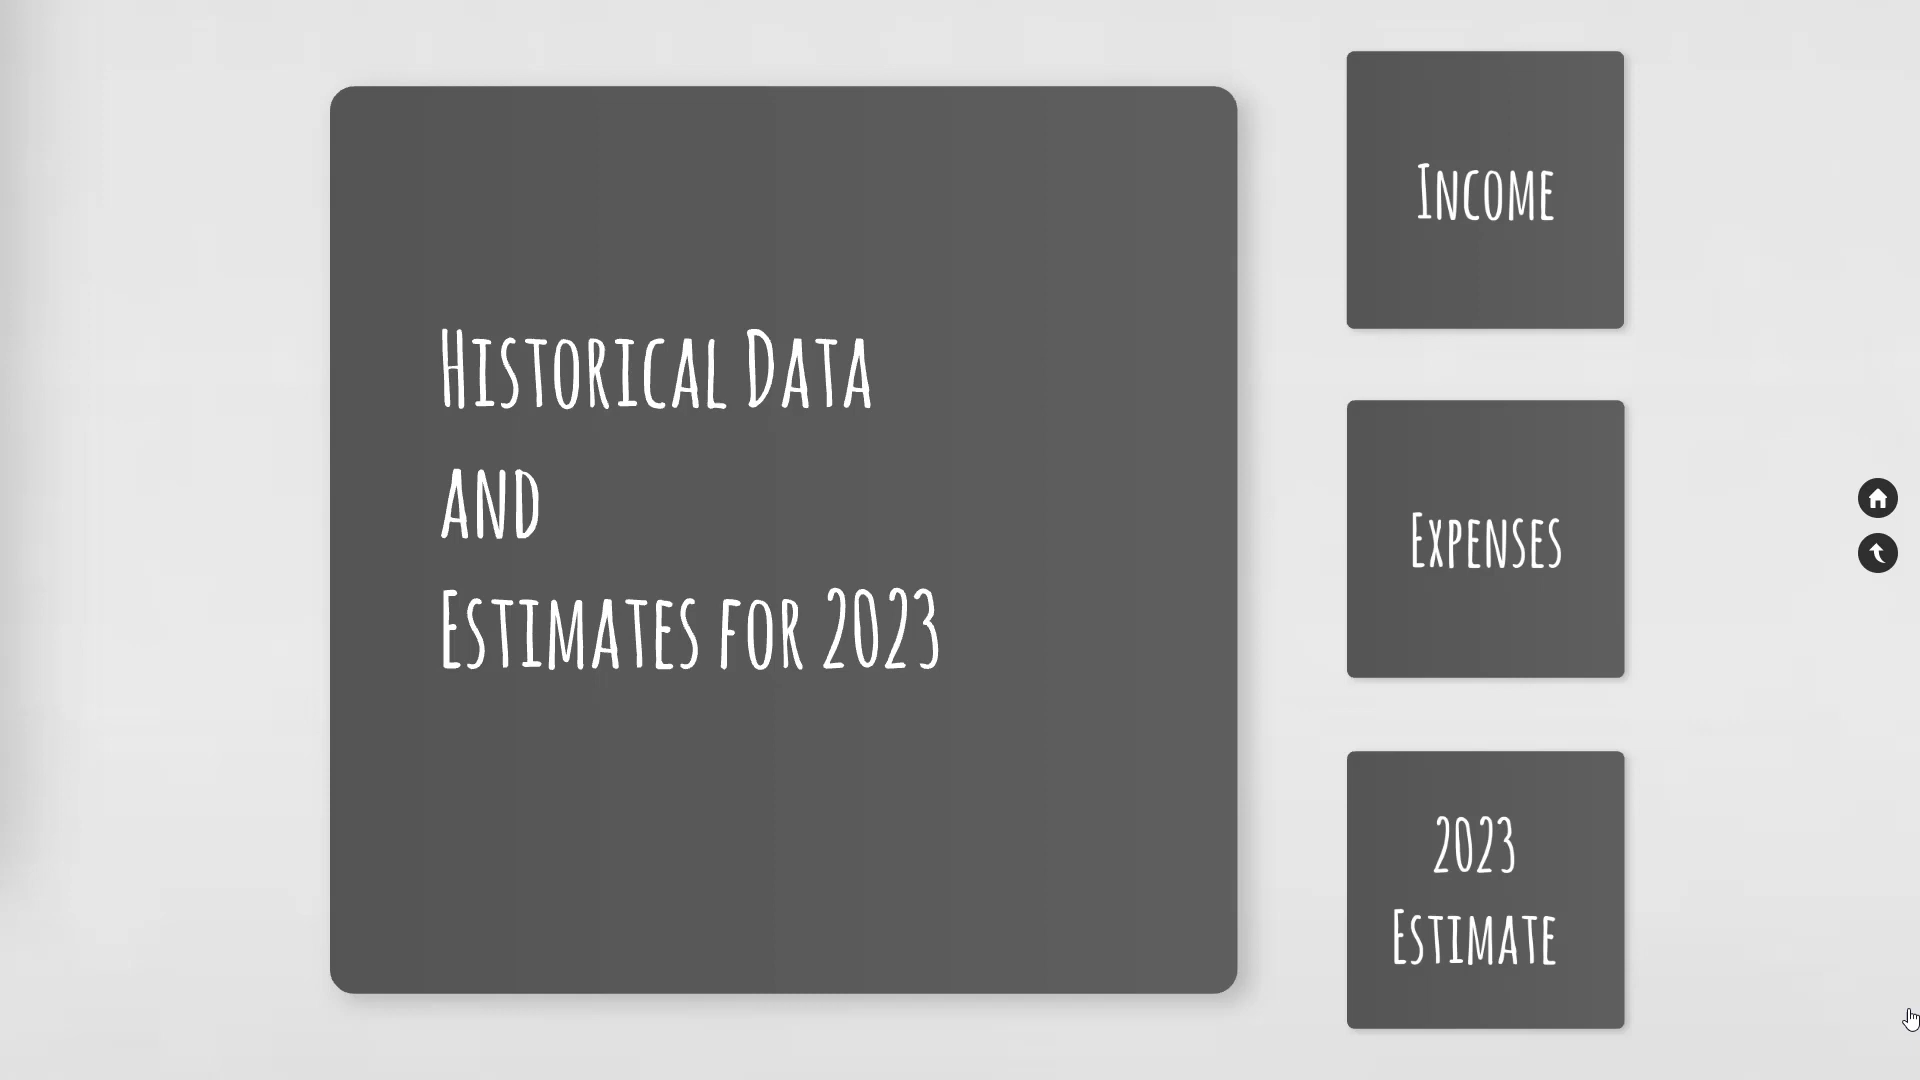 Historical Data
and
Estimates for 2023
Income
Expenses
2023
Estimate